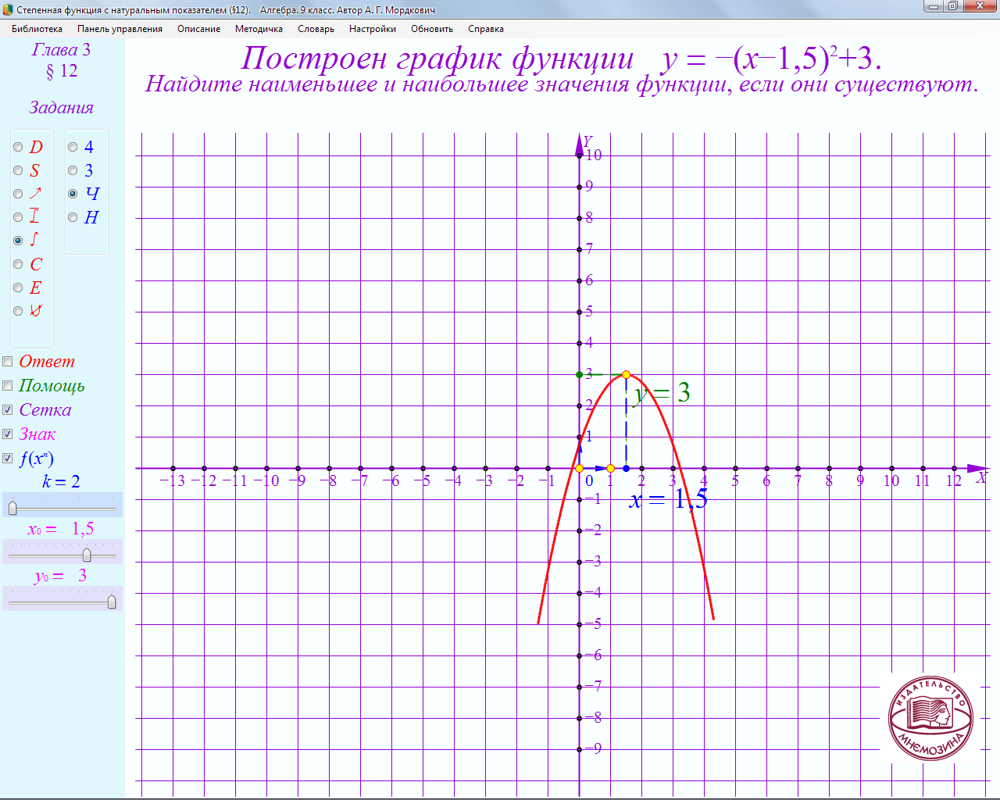 Степенная функция с натуральным показателем (§12). Алгебра. 9 класс. Автор А. Г. Мордкович
Библиотека Панель управления Описание Методичка Словарь Настройки Обновить Справка
Глава 3
§ 12
Построен график функции y = −(x−1,5)²+3.
Найдите наименьшее и наибольшее значения функции, если они существуют.
Задания
D
S
C
E
4
3
Ч
Н
Ответ
Помощь
Сетка
Знак
f(xⁿ)
k = 2
x₀ = 1,5
y₀ = 3
Y
10
9
8
7
6
5
4
3
2
1
y = 3
−13 −12 −11 −10 −9 −8 −7 −6 −5 −4 −3 −2 −1 0 1 2 3 4 5 6 7 8 9 10 11 12 X
x = 1,5
−1
−2
−3
−4
−5
−6
−7
−8
−9
ИЗДАТЕЛЬСТВО
МНЕМОЗИНА